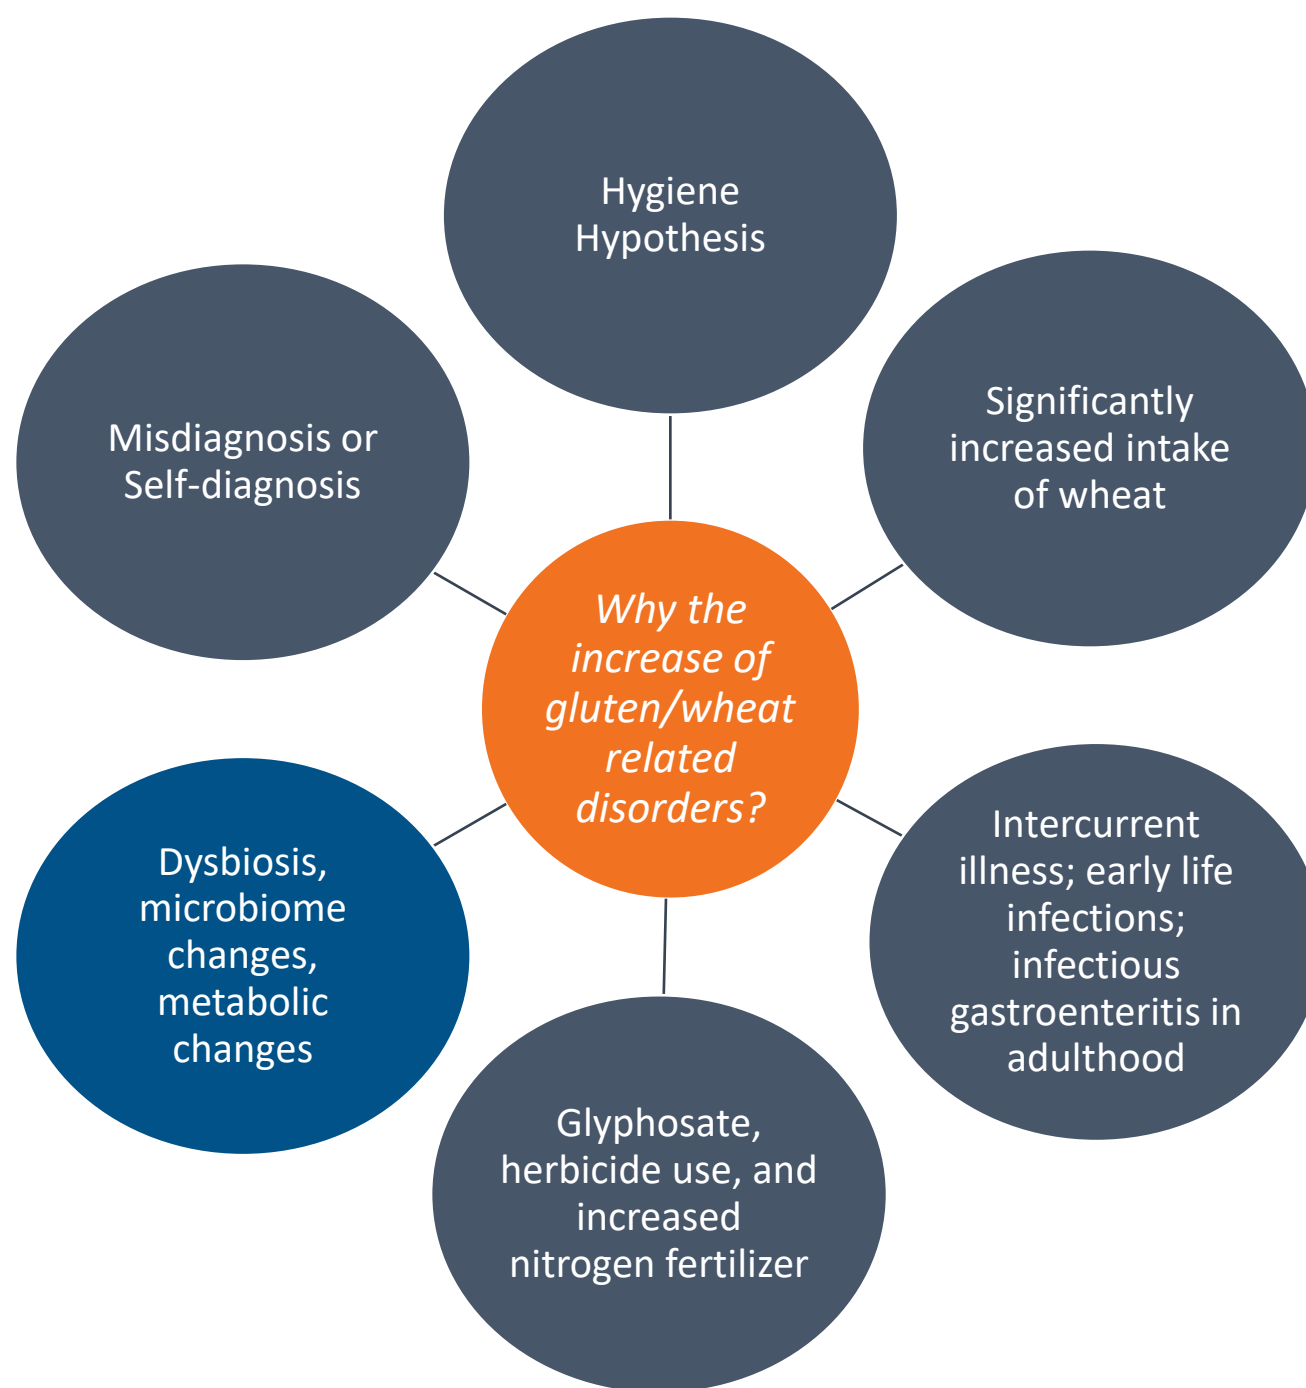 Hygiene
Hypothesis
Significantly
increased intake
of wheat
Intercurrent
illness; early life
infections;
infectious
gastroenteritis in
adulthood
Glyphosate,
herbicide use, and
increased
nitrogen fertilizer
Dysbiosis,
microbiome
changes,
metabolic
changes
Misdiagnosis or
Self-diagnosis
Why the
increase of
gluten/wheat
related
disorders?